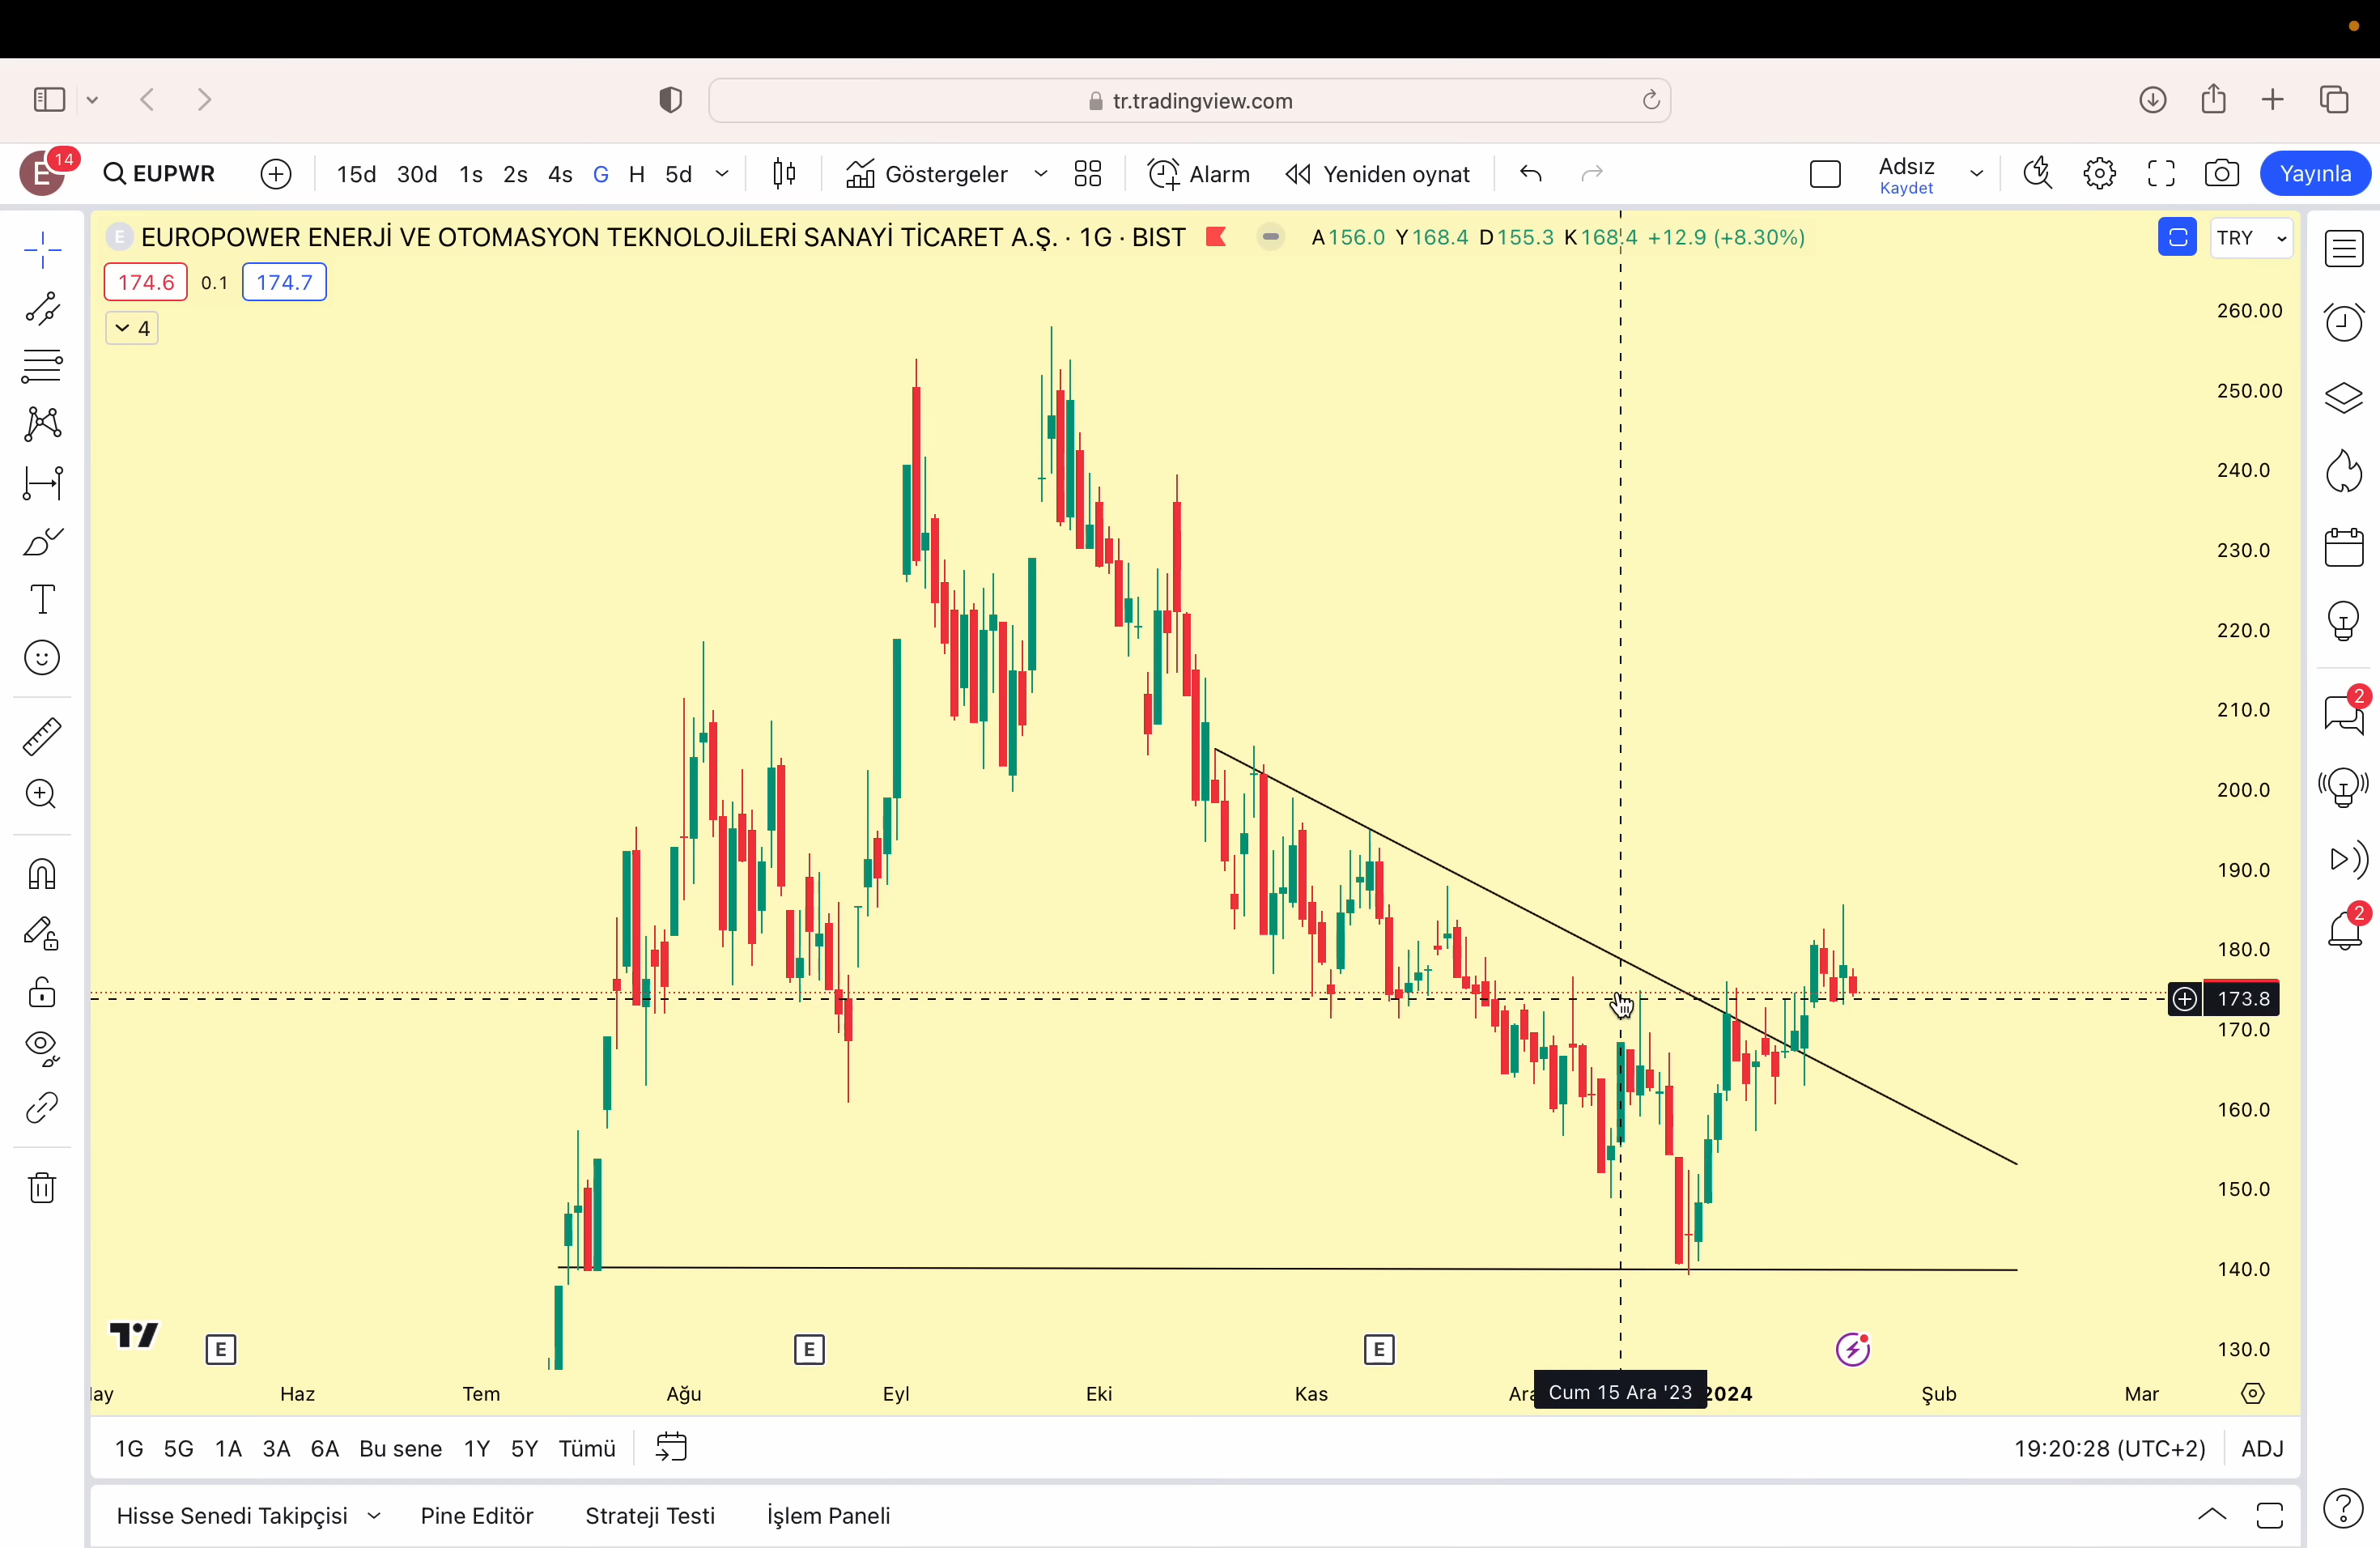 tr.tradingview.com
E 14 EUPWR 15d 30d 1s 2s 4s G H 5d Göstergeler Alarm Yeniden oynat Adsız Kaydet Yayınla
E EUROPOWER ENERJİ VE OTOMASYON TEKNOLOJİLERİ SANAYİ TİCARET A.Ş. · 1G · BIST A156.0 Y168.4 D155.3 K168.4 +12.9 (+8.30%) TRY
174.6 0.1 174.7
4
260.00
250.00
240.0
230.0
220.0
210.0
2
200.0
190.0
2
180.0
173.8
170.0
160.0
150.0
140.0
130.0
E E E
lay Haz Tem Ağu Eyl Eki Kas Ara Cum 15 Ara '23 2024 Şub Mar
1G 5G 1A 3A 6A Bu sene 1Y 5Y Tümü 19:20:28 (UTC+2) ADJ
Hisse Senedi Takipçisi Pine Editör Strateji Testi İşlem Paneli